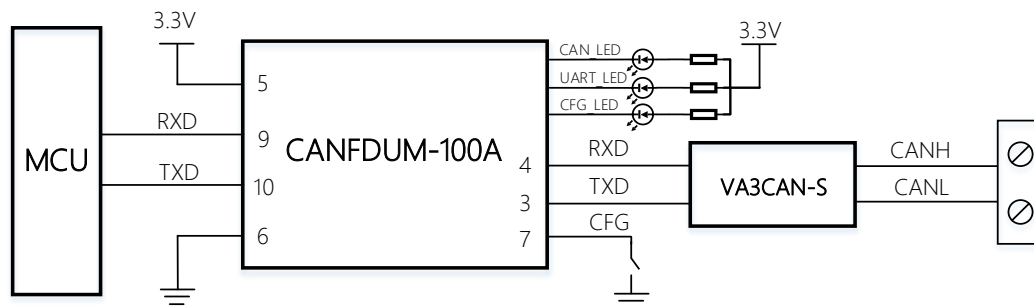 3.3V
3.3V
CAN_LED
UART_LED
CFG_LED
5
RXD
9
MCU
CANFDUM-100A
TXD
10
6
RXD
4
TXD
3
CFG
7
VA3CAN-S
CANH
CANL